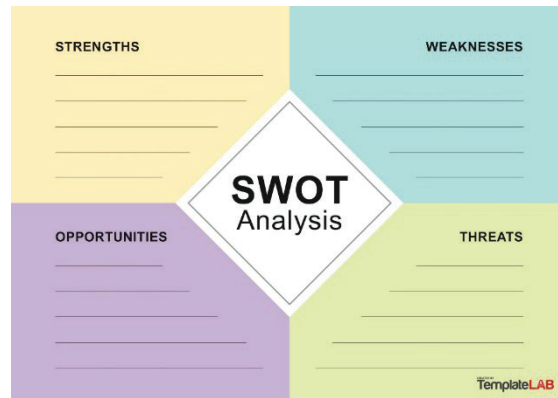 STRENGTHS
WEAKNESSES
SWOT
Analysis
OPPORTUNITIES
THREATS
TemplateLAB